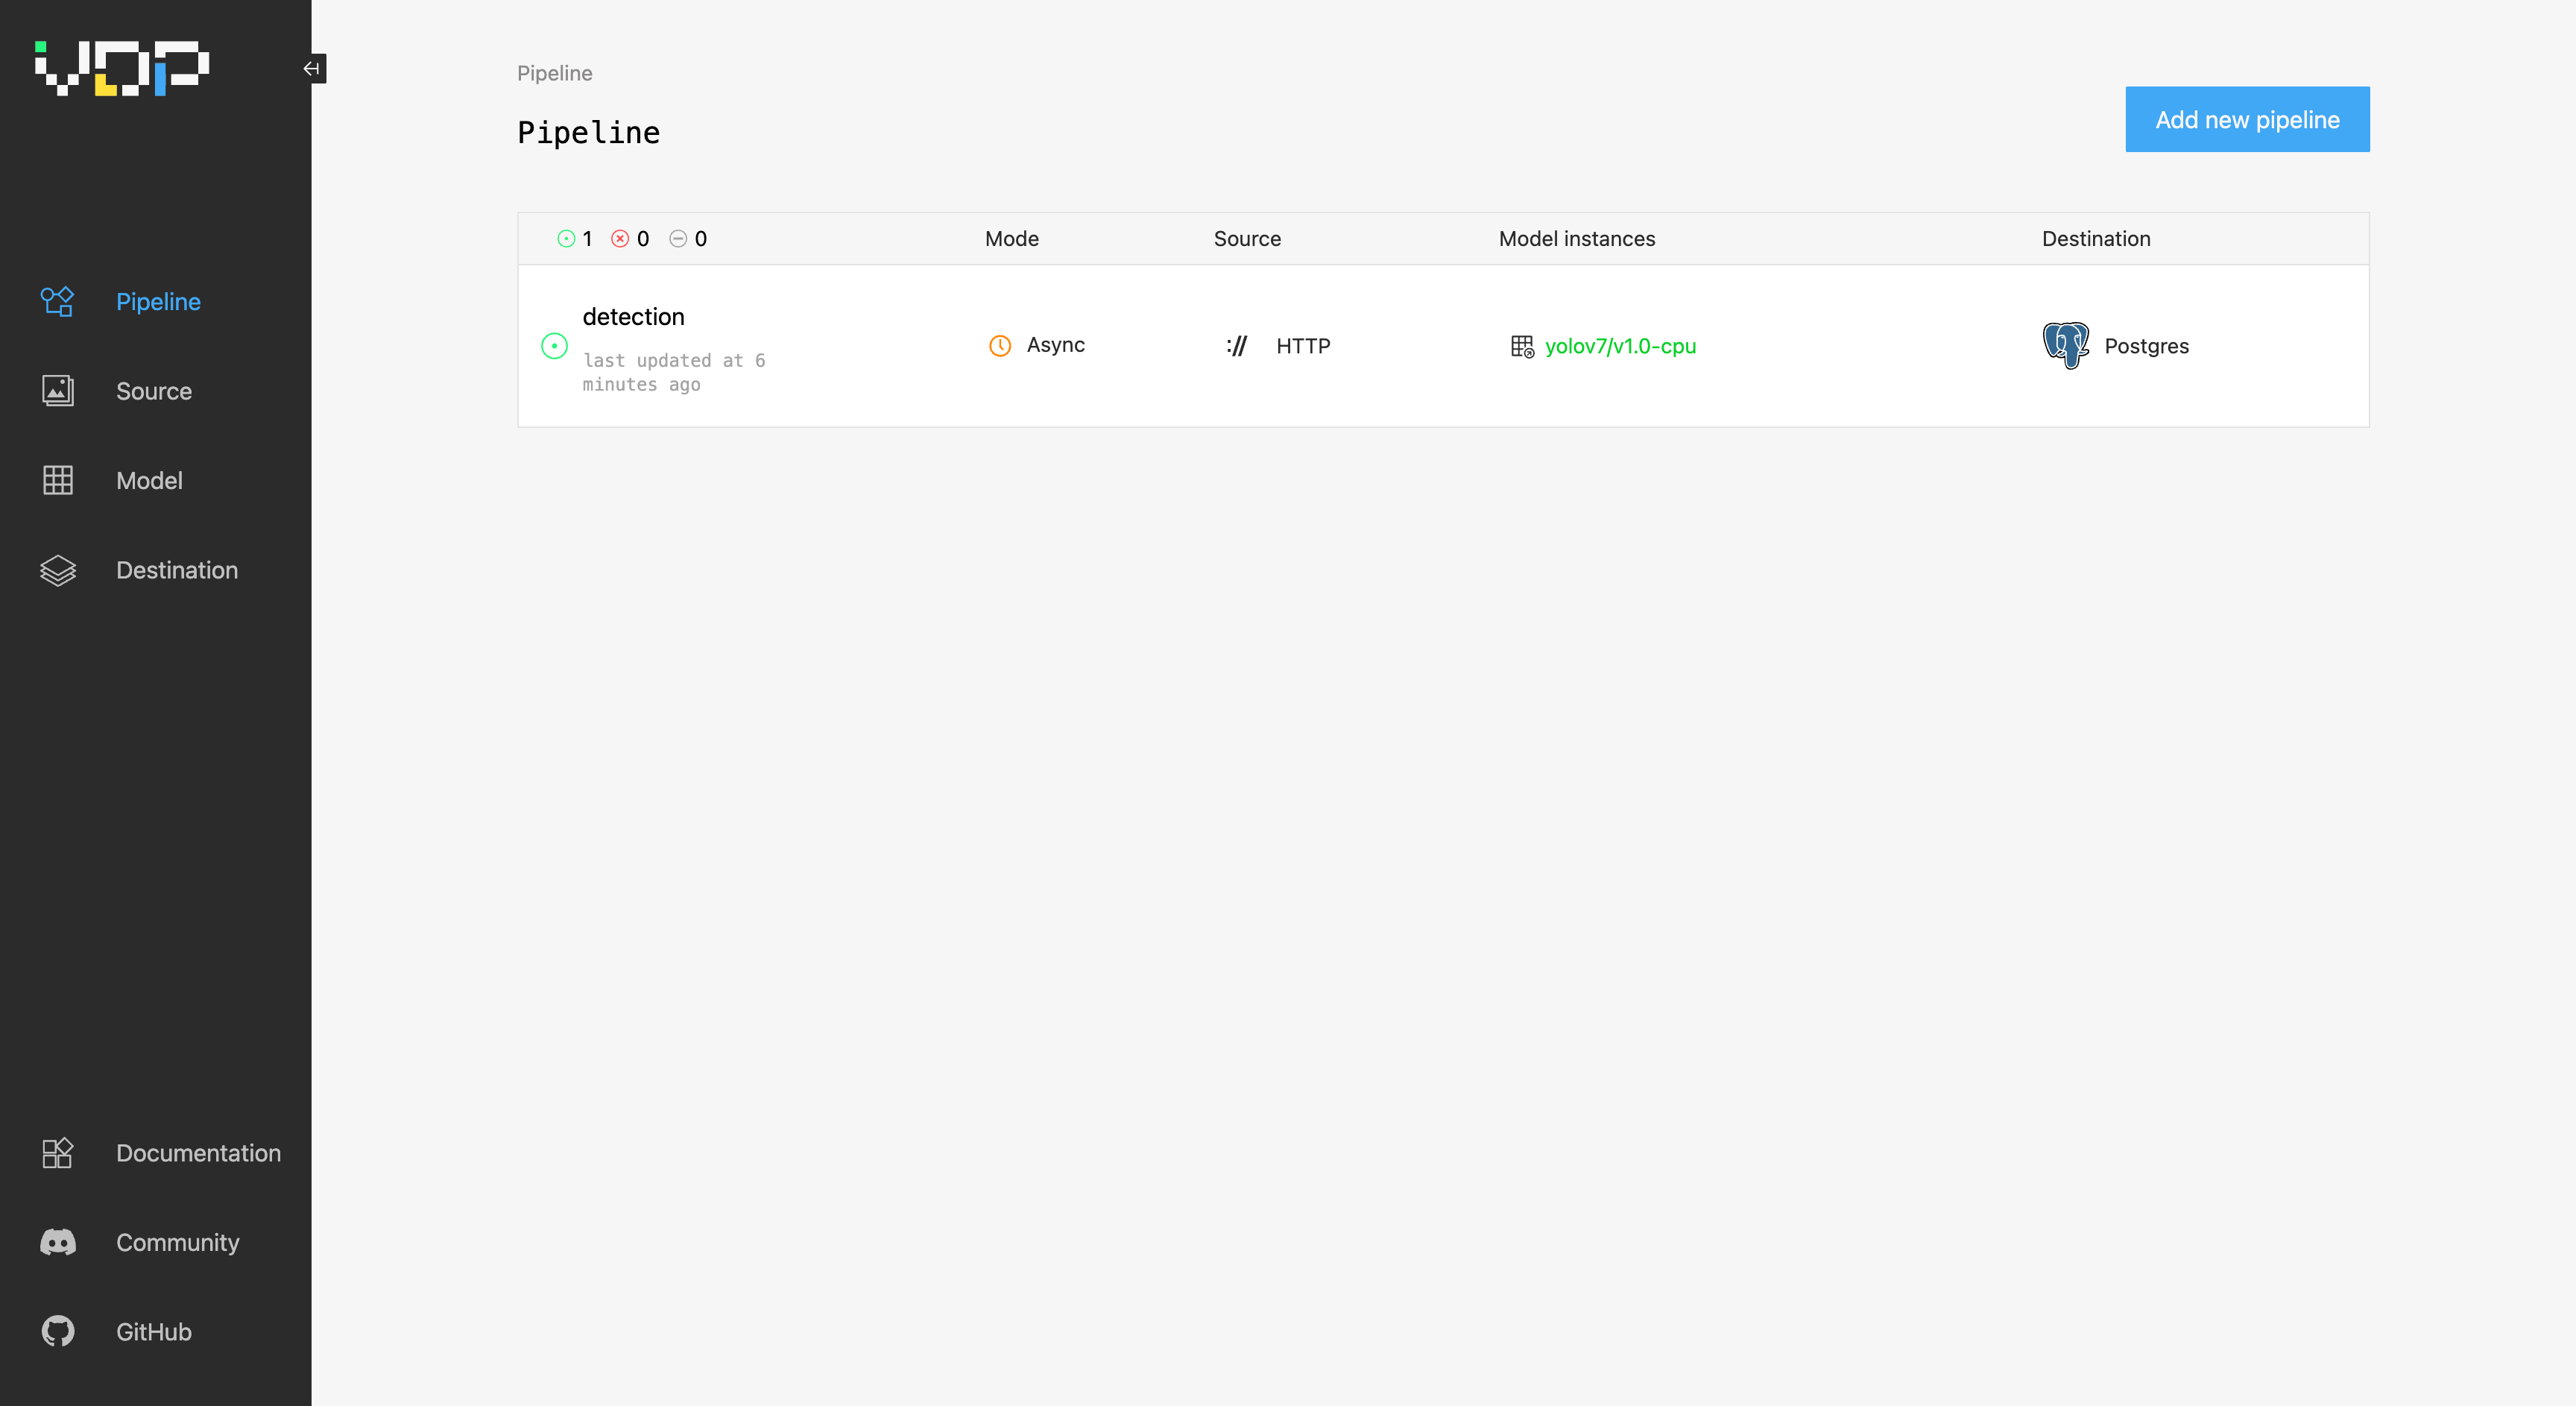 VDP
Pipeline
Source
Model
Destination
Documentation
Community
GitHub
Pipeline
Pipeline
Add new pipeline
1 0 0 Mode Source Model instances Destination
detection
last updated at 6
minutes ago
Async
:// HTTP
yolov7/v1.0-cpu
Postgres